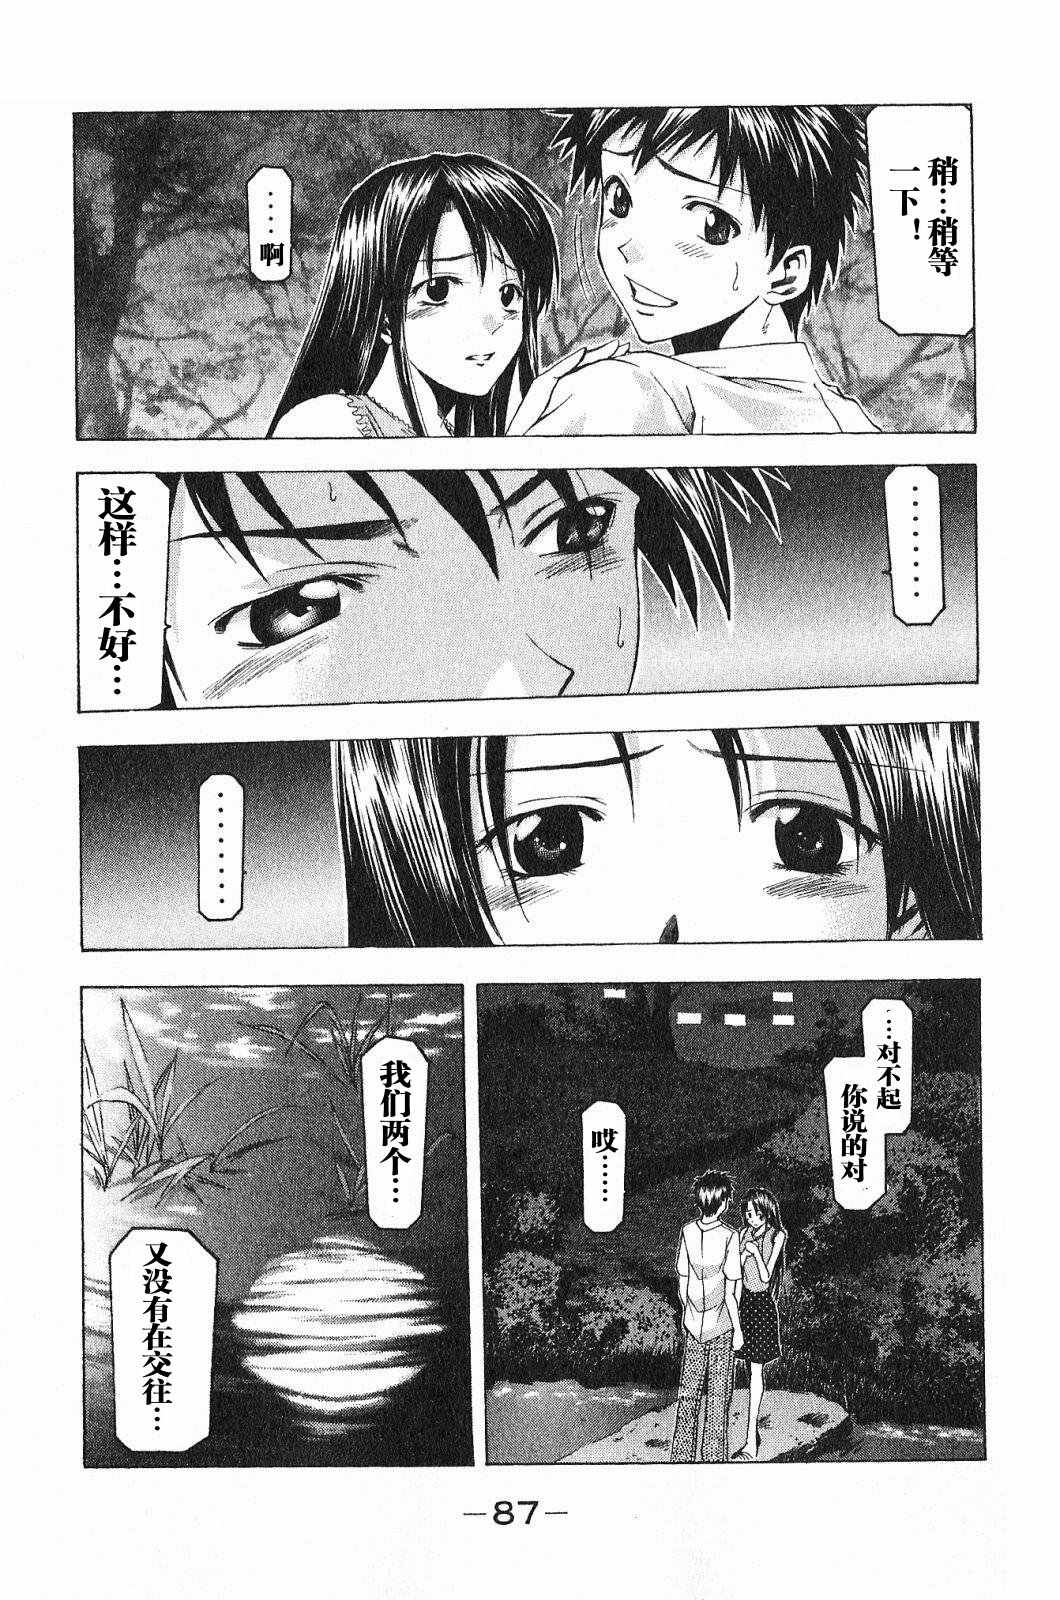 稍…稍等
一下！
……
啊
………
这样…不好…
………
…对不起
你说的对
哎……
我们两个…
又没有在交往…
—87—